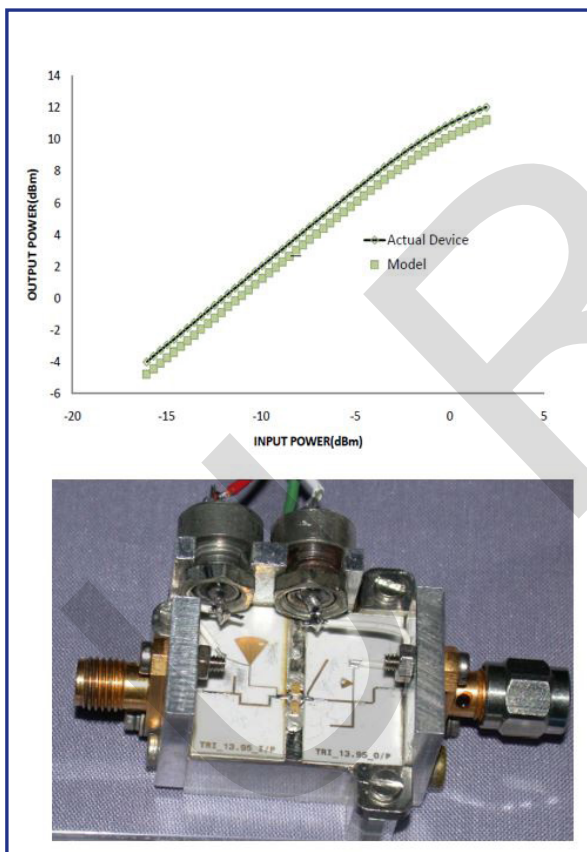 14
12
10
8
6
4
2
0
-2
-4
-6
OUTPUT POWER(dBm)
Actual Device
Model
-20 -15 -10 -5 0 5
INPUT POWER(dBm)
TRI_13.95_I/P TRI_13.95_O/P